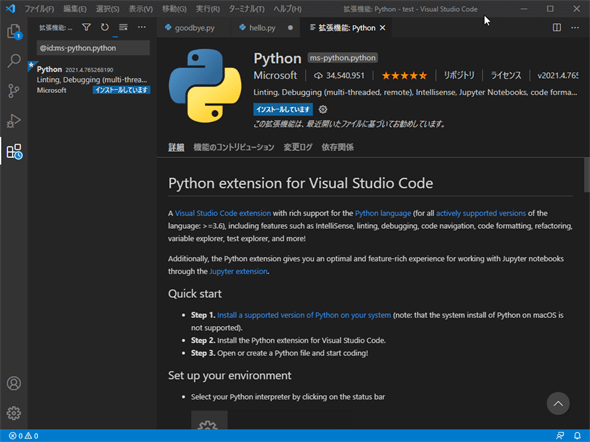 ファイル(F) 編集(E) 選択(S) 表示(V) 移動(G) 実行(R) ターミナル(T) ヘルプ(H) 拡張機能: Python - test - Visual Studio Code
拡張機能...
goodbye.py hello.py 拡張機能: Python
@id:ms-python.python
Python 2021.4.765268190
Linting, Debugging (multi-threa...
Microsoft インストールしています
Python ms-python.python
Microsoft 34,540,951 リポジトリ ライセンス v2021.4.765
Linting, Debugging (multi-threaded, remote), Intellisense, Jupyter Notebooks, code forma...
インストールしています
この拡張機能は、最近開いたファイルに基づいてお勧めしています。
詳細 機能のコントリビューション 変更ログ 依存関係
Python extension for Visual Studio Code
A Visual Studio Code extension with rich support for the Python language (for all actively supported versions of the
language: >=3.6), including features such as IntelliSense, linting, debugging, code navigation, code formatting, refactoring,
variable explorer, test explorer, and more!
Additionally, the Python extension gives you an optimal and feature-rich experience for working with Jupyter notebooks
through the Jupyter extension.
Quick start
• Step 1. Install a supported version of Python on your system (note: that the system install of Python on macOS is
not supported).
• Step 2. Install the Python extension for Visual Studio Code.
• Step 3. Open or create a Python file and start coding!
Set up your environment
• Select your Python interpreter by clicking on the status bar
1
0 0